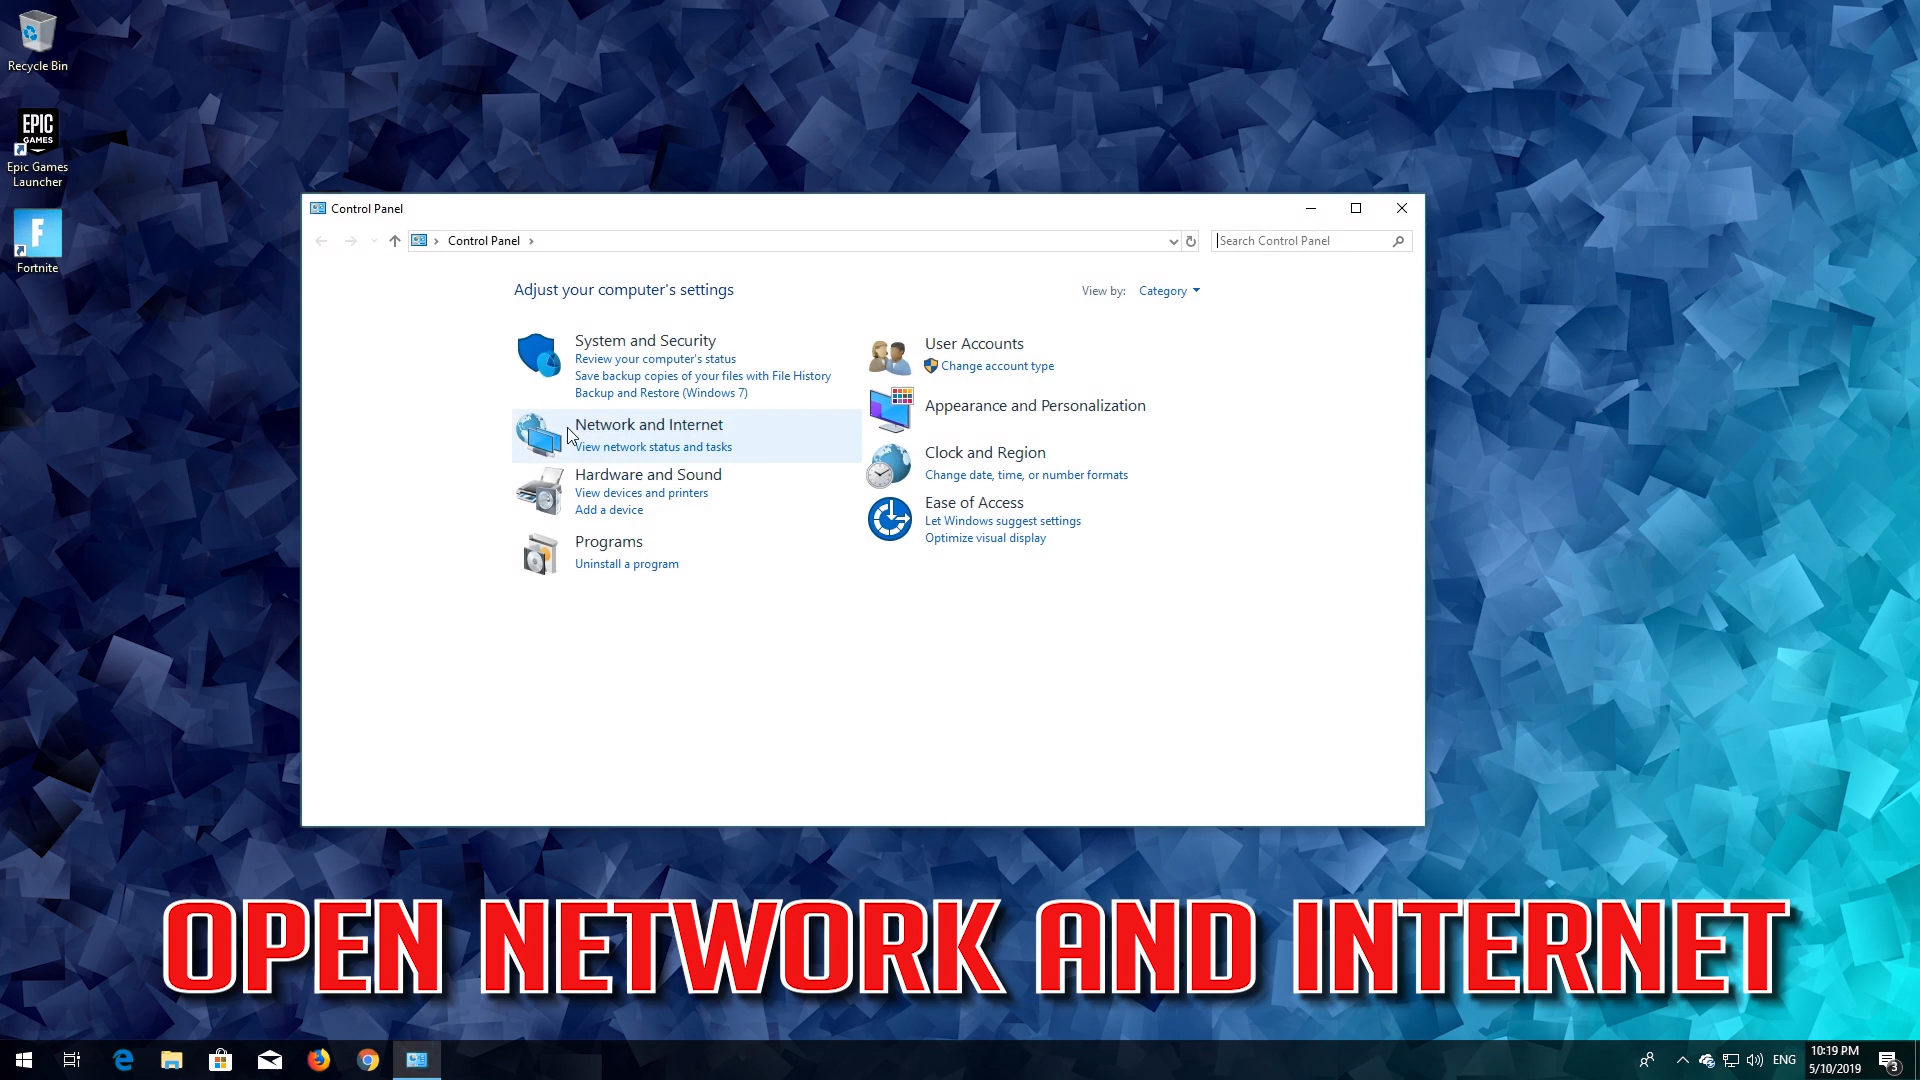 Recycle Bin
EPIC
GAMES
Epic Games
Launcher
F
Fortnite
Control Panel
Control Panel
Search Control Panel
Adjust your computer's settings
View by: Category
System and Security
Review your computer's status
Save backup copies of your files with File History
Backup and Restore (Windows 7)
Network and Internet
View network status and tasks
Hardware and Sound
View devices and printers
Add a device
Programs
Uninstall a program
User Accounts
Change account type
Appearance and Personalization
Clock and Region
Change date, time, or number formats
Ease of Access
Let Windows suggest settings
Optimize visual display
OPEN NETWORK AND INTERNET
ENG
10:19 PM
5/10/2019
3